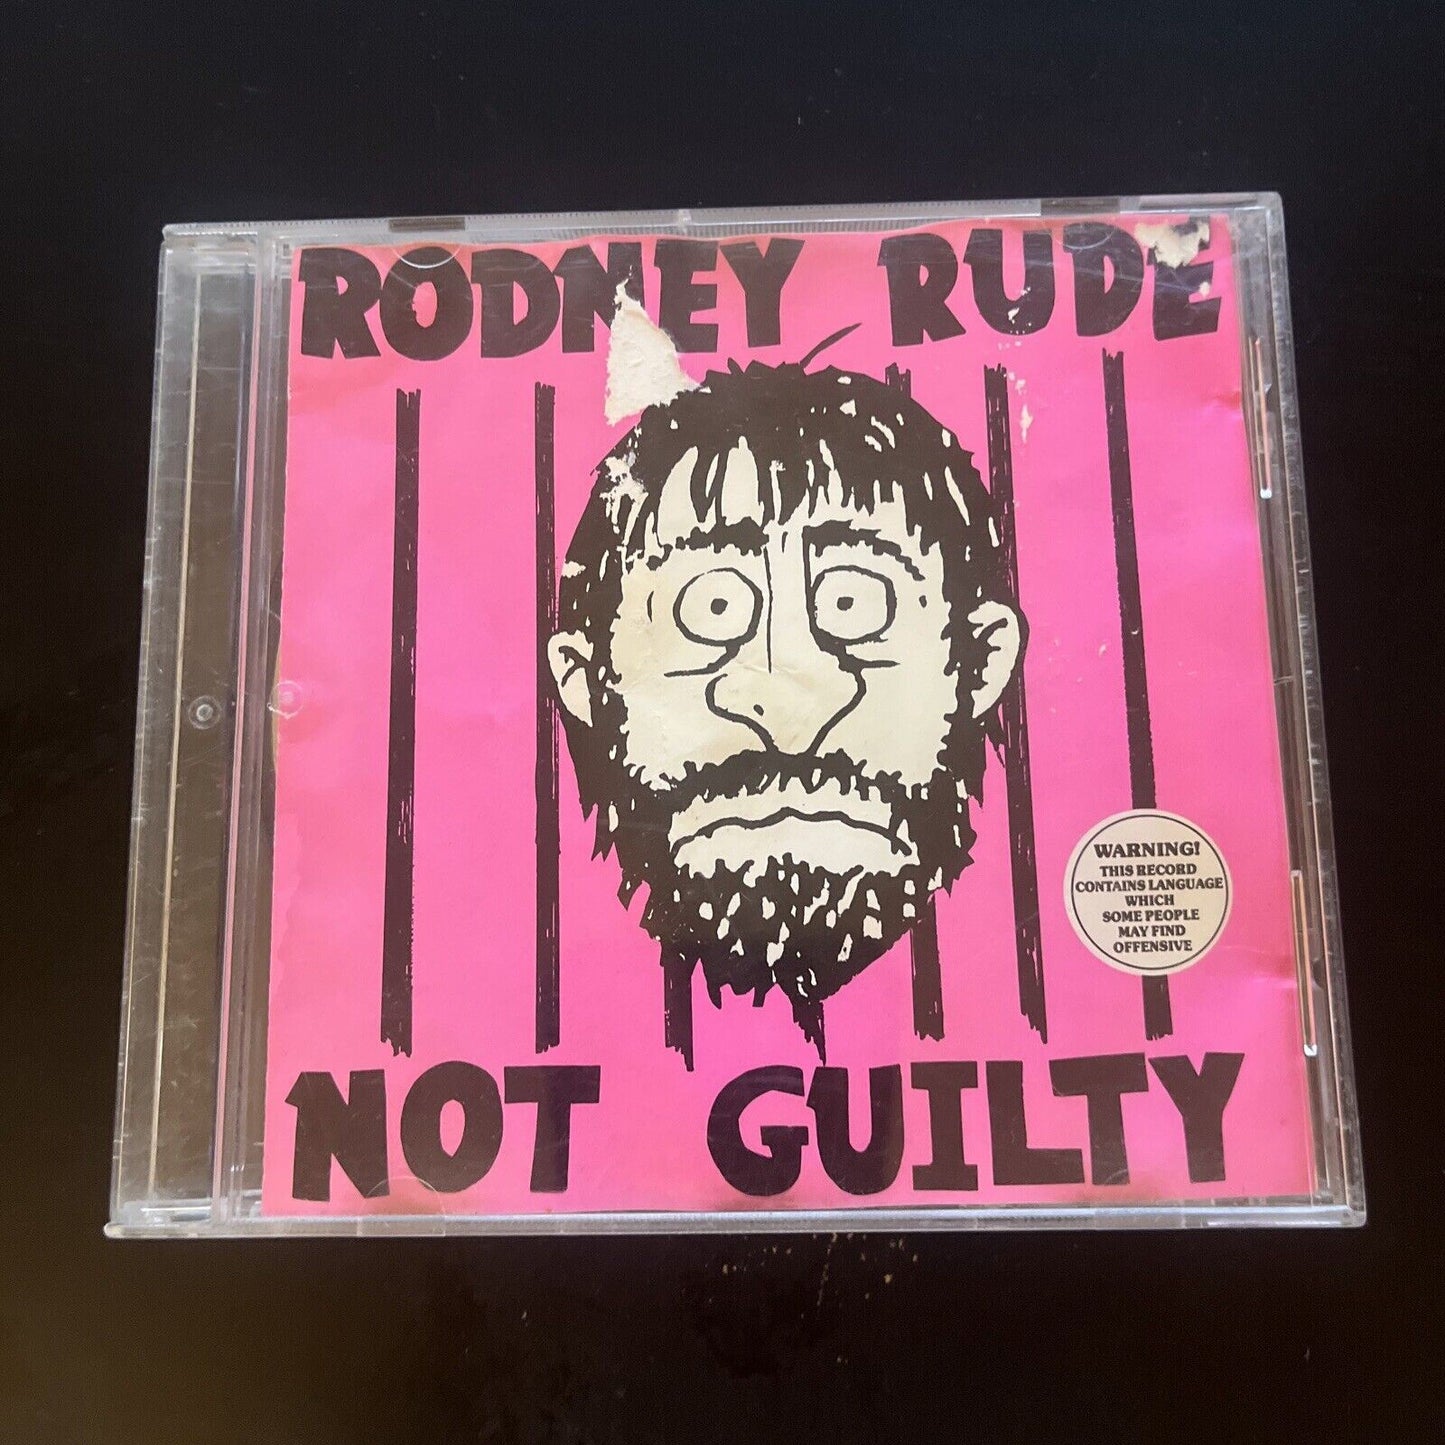 RODNEY RUDE
WARNING!
THIS RECORD
CONTAINS LANGUAGE
WHICH
SOME PEOPLE
MAY FIND
OFFENSIVE
NOT GUILTY